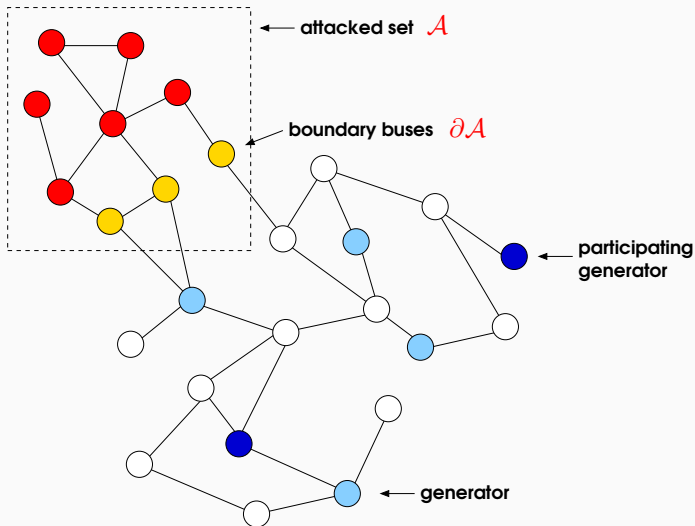 attacked set 𝒜
boundary buses ∂𝒜
participating
generator
generator